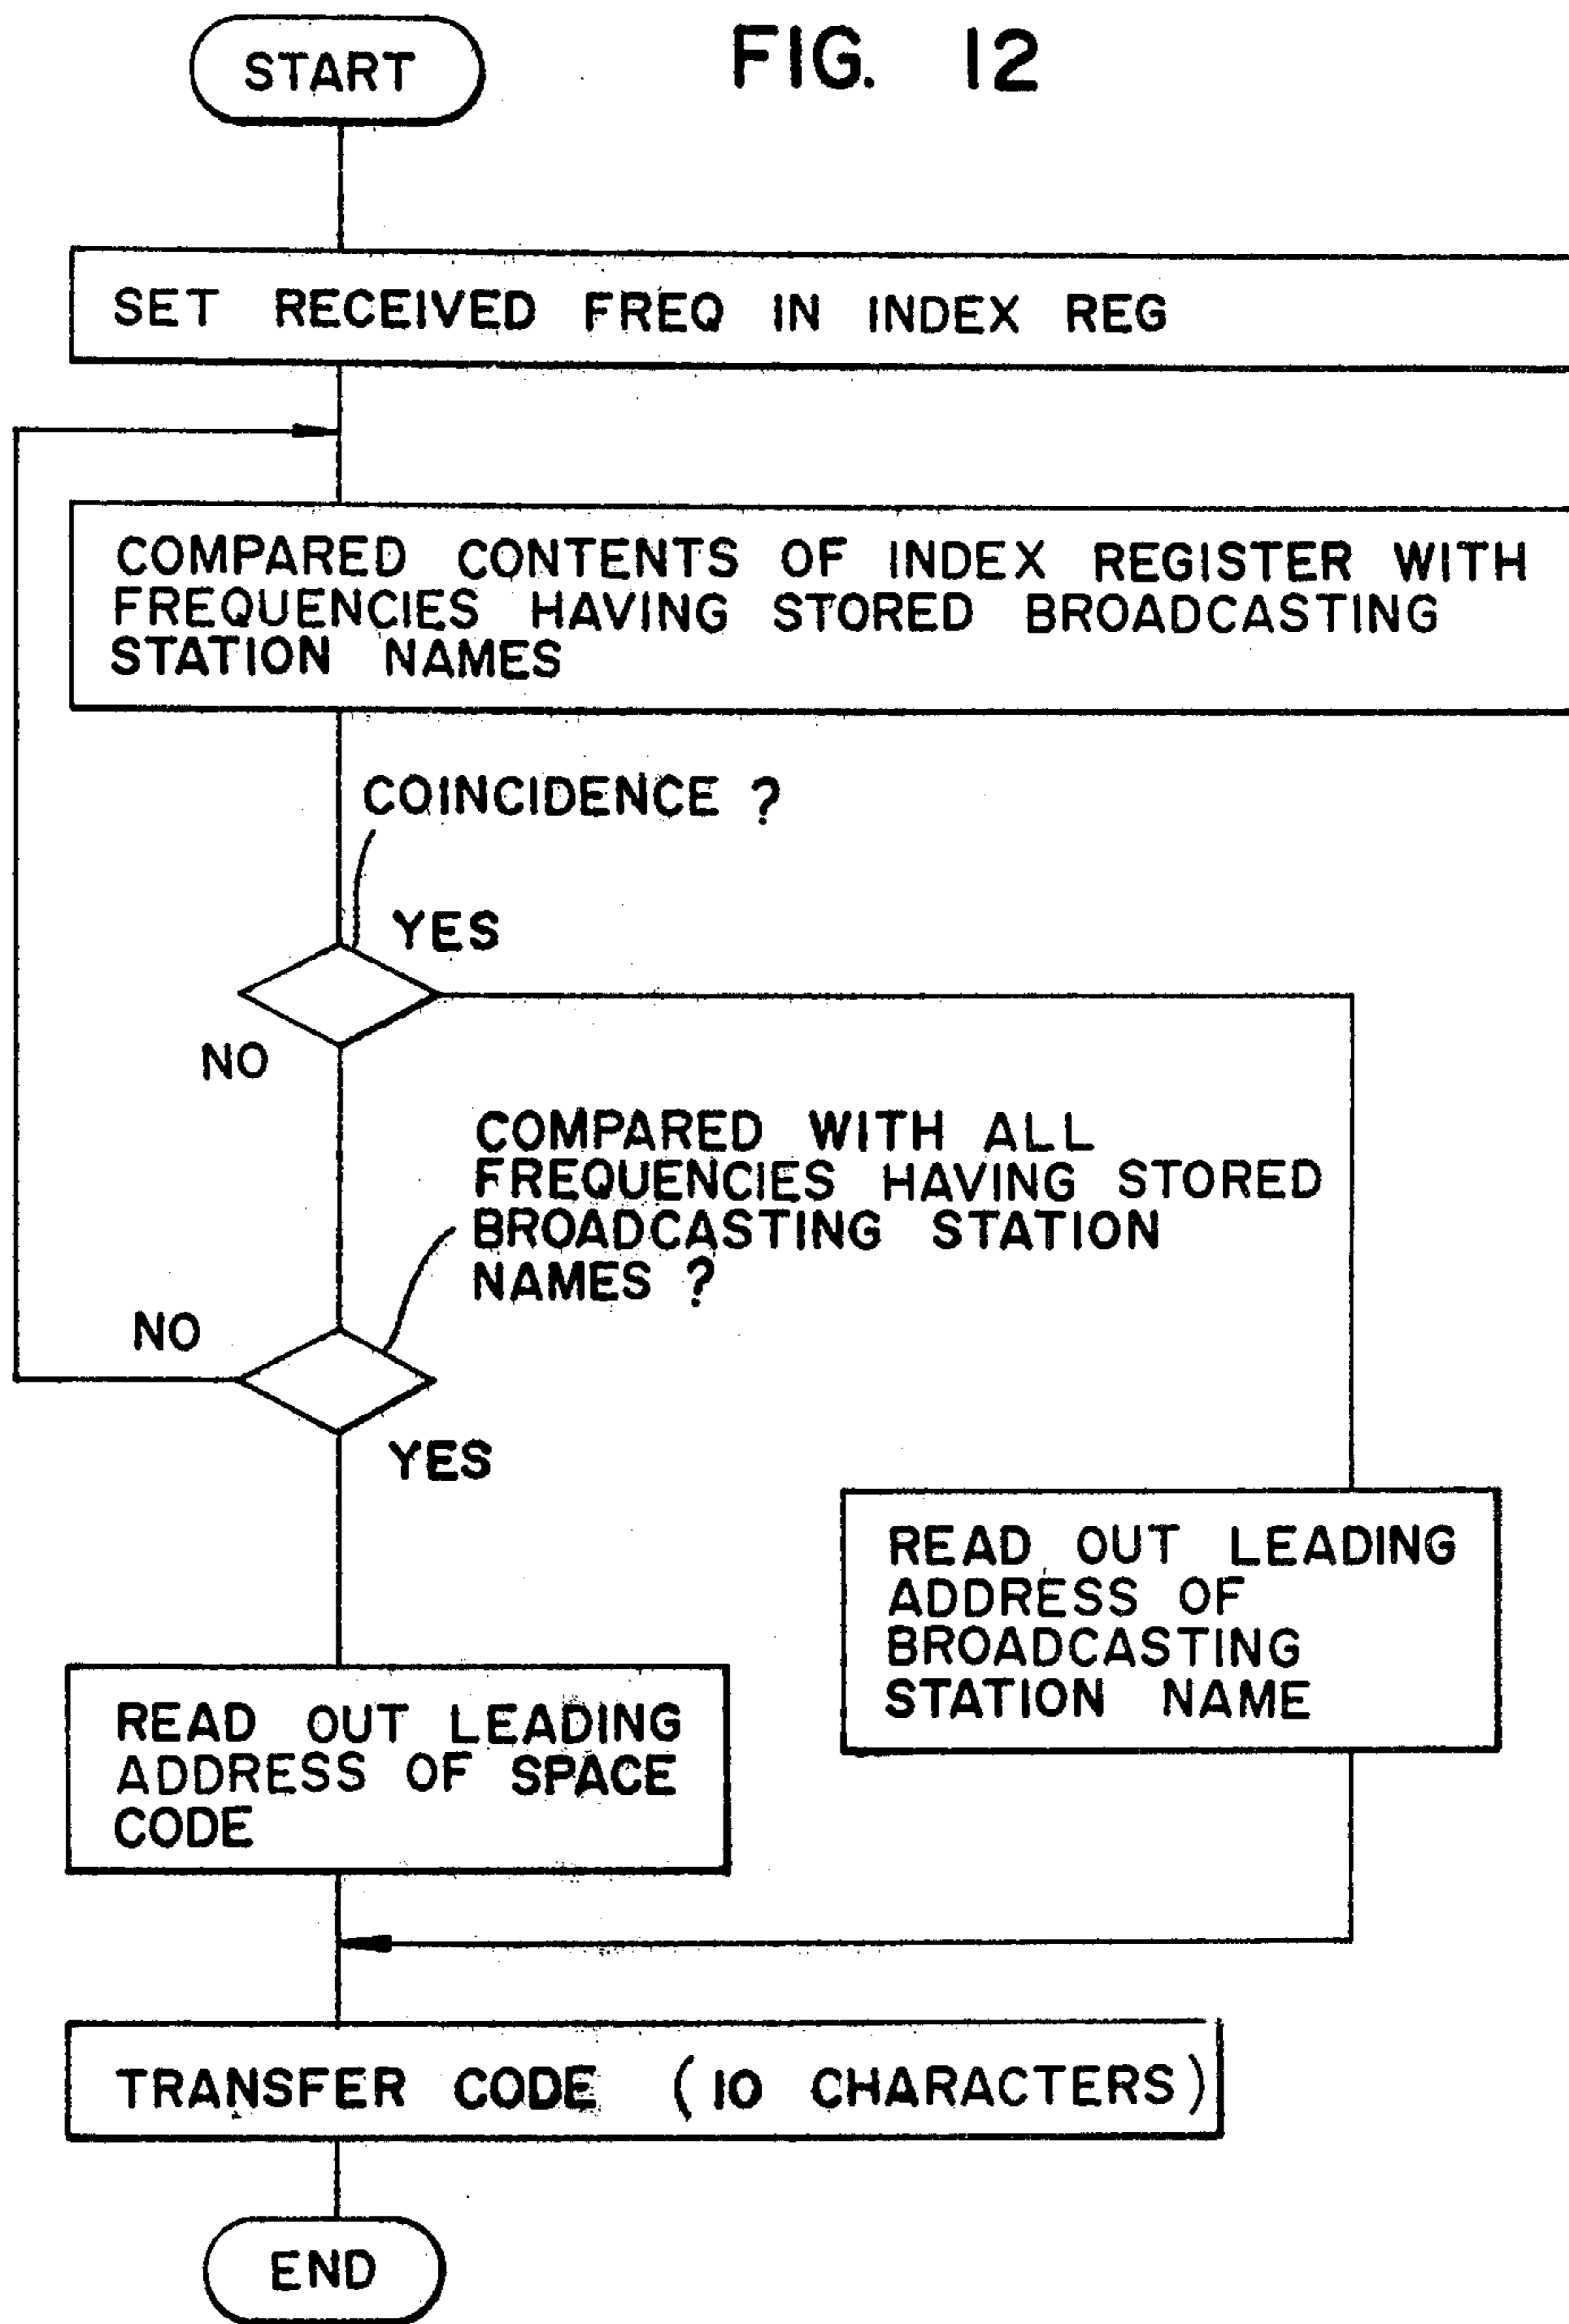 START
FIG. 12
SET RECEIVED FREQ IN INDEX REG
COMPARED CONTENTS OF INDEX REGISTER WITH
FREQUENCIES HAVING STORED BROADCASTING
STATION NAMES
COINCIDENCE ?
YES
NO
COMPARED WITH ALL
FREQUENCIES HAVING STORED
BROADCASTING STATION
NAMES ?
NO
YES
READ OUT LEADING
ADDRESS OF
BROADCASTING
STATION NAME
READ OUT LEADING
ADDRESS OF SPACE
CODE
TRANSFER CODE (10 CHARACTERS)
END